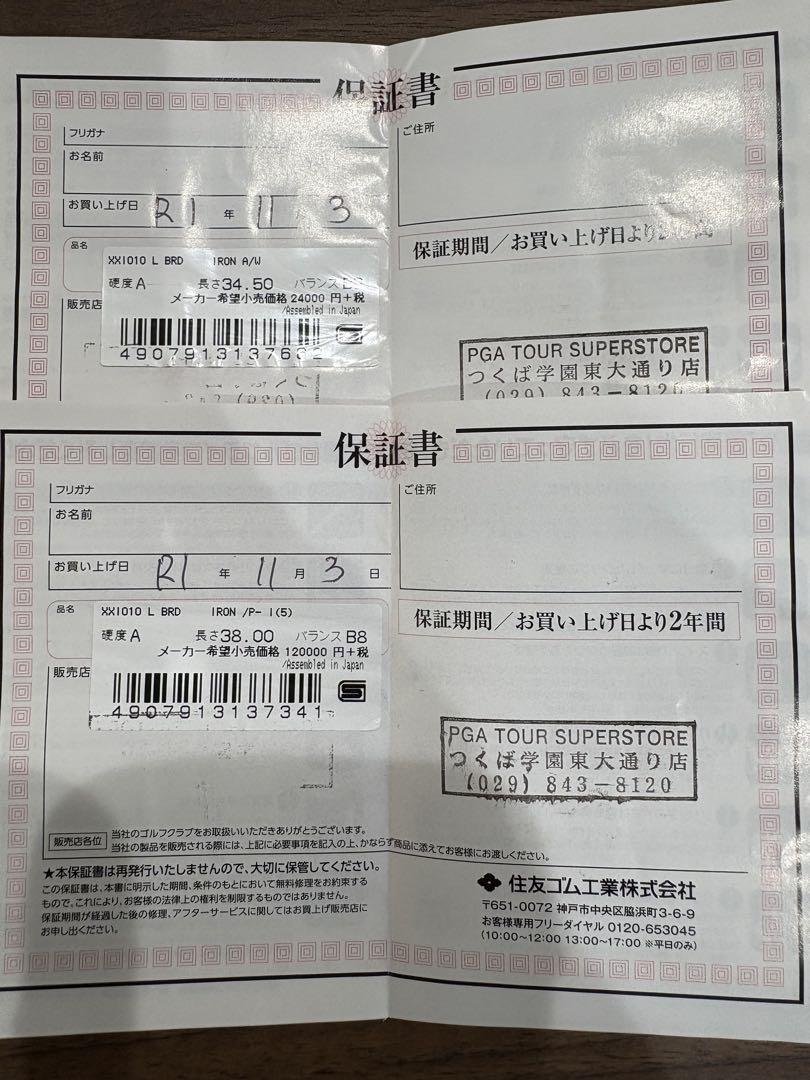 保証書
フリガナ
お名前
お買い上げ日 R1 年 11 3
ご住所
品名
XXIO10 L BRD IRON A/W
硬度A 長さ34.50 バランス
メーカー希望小売価格 24000 円+税
/Assembled in Japan
販売店
保証期間/お買い上げ日より
PGA TOUR SUPERSTORE
つくば学園東大通り店
(029) 843-8120
保証書
フリガナ
お名前
お買い上げ日 R1 年 11 月 3 日
ご住所
品名
XXIO10 L BRD IRON /P- I(5)
硬度A 長さ38.00 バランスB8
メーカー希望小売価格 120000 円+税
/Assembled in Japan
4907913137341
販売店
保証期間/お買い上げ日より2年間
PGA TOUR SUPERSTORE
つくば学園東大通り店
(029) 843-8120
販売店各位
当社のゴルフクラブをお取扱いいただきありがとうございます。
当社の製品を販売される際には、上記に必要事項を記入の上、かならず商品に添えてお客様にお渡しください。
★本保証書は再発行いたしませんので、大切に保管してください。
この保証書は、本書に明示した期間、条件のもとにおいて無料修理をお約束する
もので、これにより、お客様の法律上の権利を制限するものではありません。
保証期間が経過した後の修理、アフターサービスに関してはお買上げ販売店に
お申し出ください。
住友ゴム工業株式会社
〒651-0072 神戸市中央区脇浜町3-6-9
お客様専用フリーダイヤル 0120-653045
(10:00~12:00 13:00~17:00 ※平日のみ)